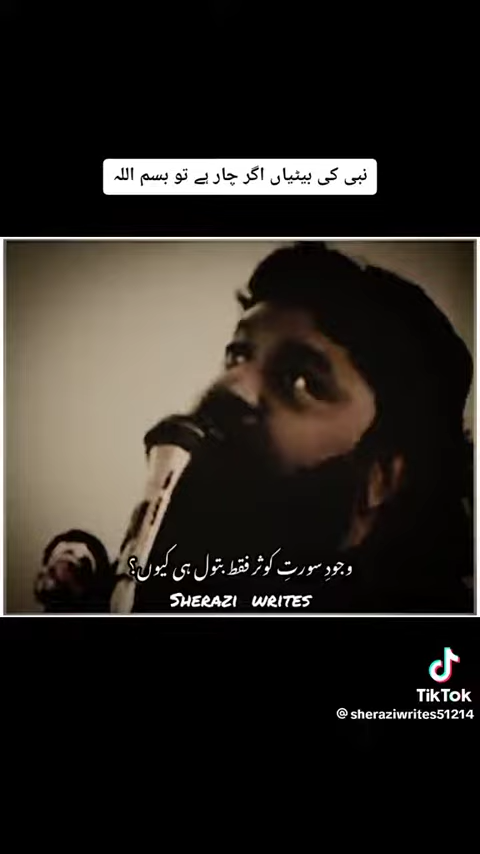 نبی کی بیٹیاں اگر چار ہے تو بسم اللہ
وجودِ سورتِ کوثر فقط بتول ہی کیوں؟
SHERAZI WRITES
TikTok
@sheraziwrites51214